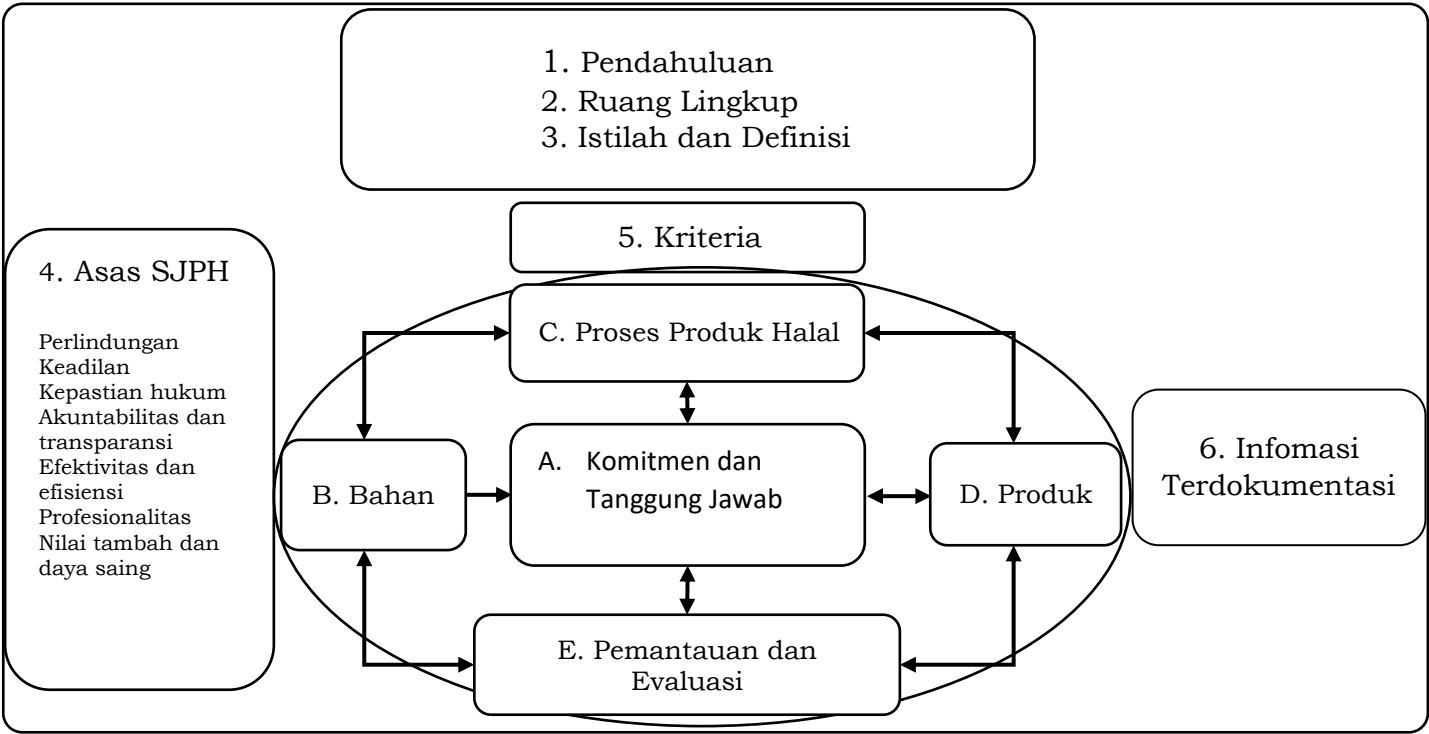 1. Pendahuluan
2. Ruang Lingkup
3. Istilah dan Definisi
5. Kriteria
4. Asas SJPH
Perlindungan
Keadilan
Kepastian hukum
Akuntabilitas dan
transparansi
Efektivitas dan
efisiensi
Profesionalitas
Nilai tambah dan
daya saing
C. Proses Produk Halal
B. Bahan
A. Komitmen dan
Tanggung Jawab
D. Produk
E. Pemantauan dan
Evaluasi
6. Infomasi
Terdokumentasi